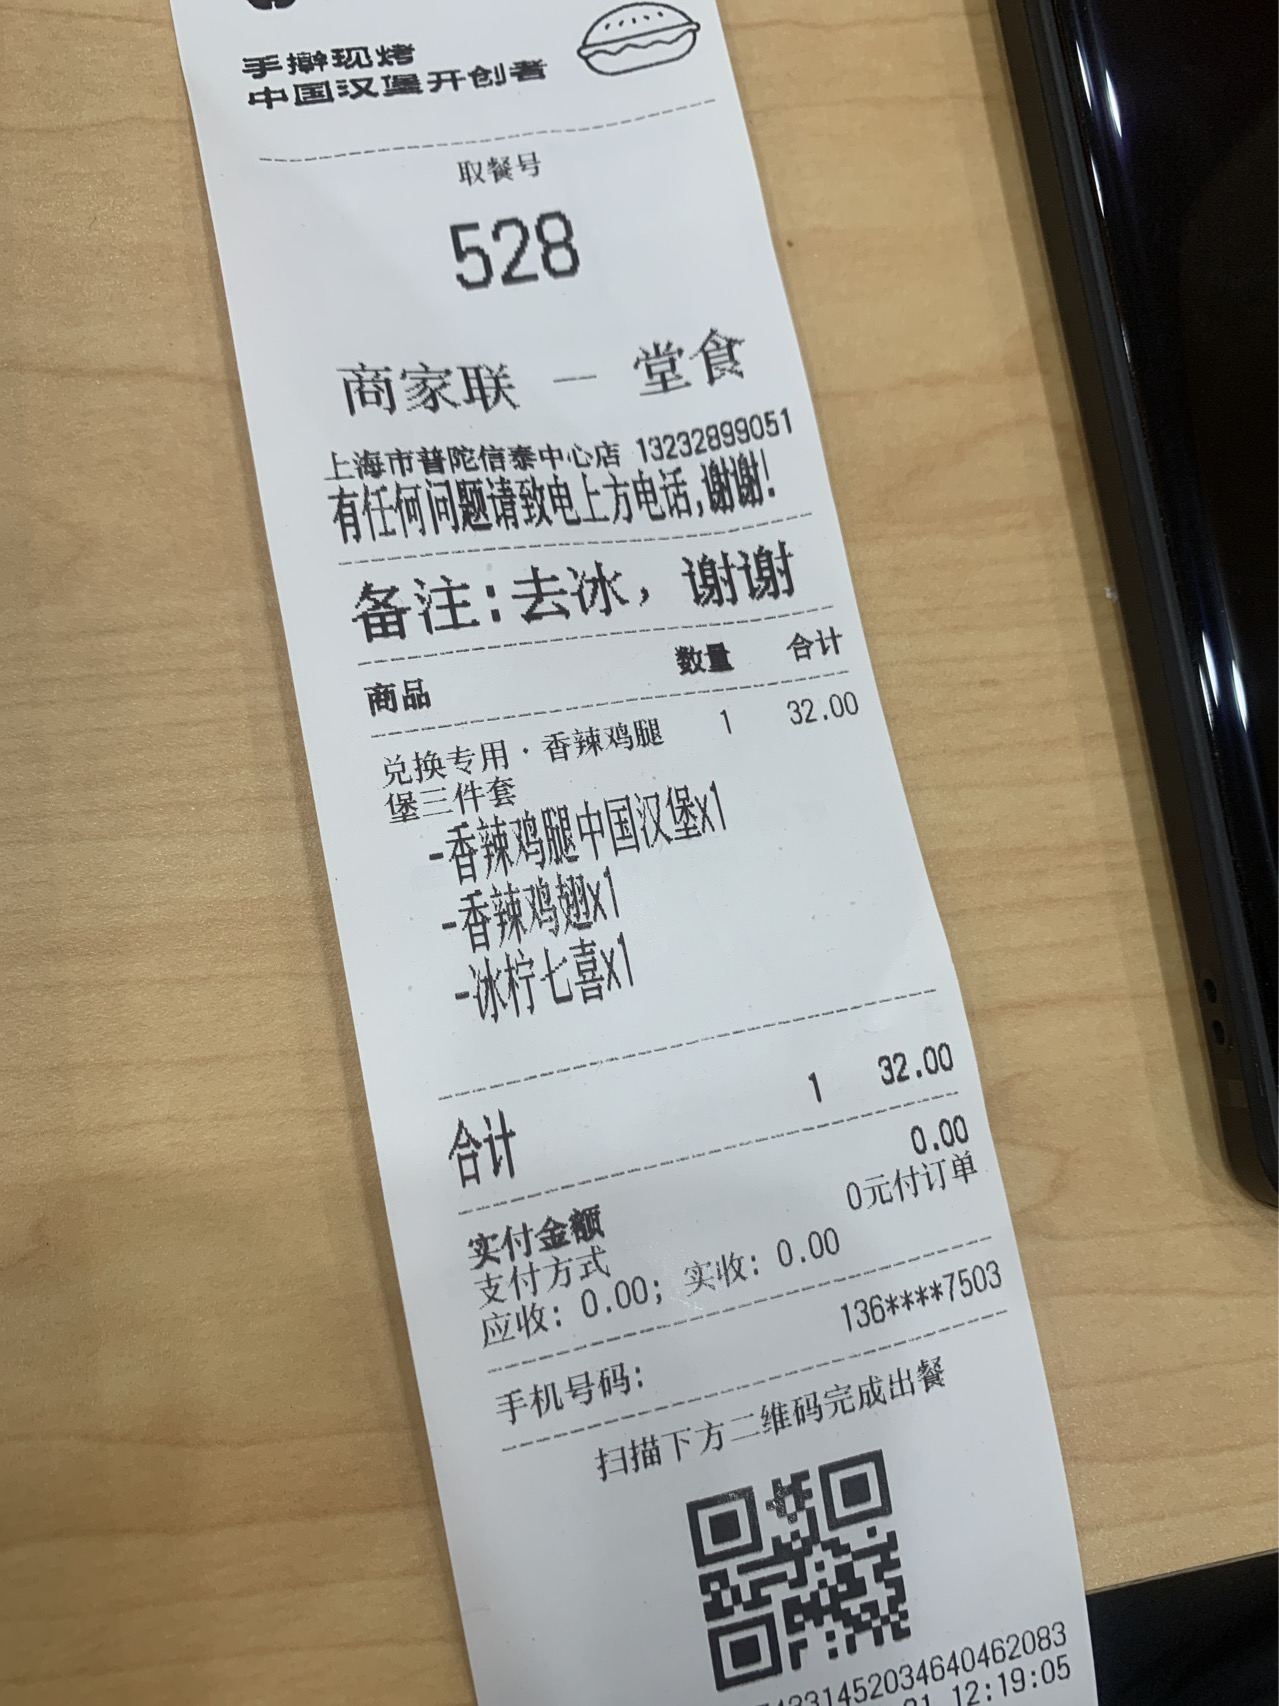 手擀现烤
中国汉堡开创者
取餐号
528
商家联 — 堂食
上海市普陀信泰中心店 13232899051
有任何问题请致电上方电话,谢谢!
备注:去冰，谢谢
商品 数量 合计
兑换专用·香辣鸡腿 1 32.00
堡三件套
-香辣鸡腿中国汉堡x1
-香辣鸡翅x1
-冰柠七喜x1
合计 1 32.00
实付金额 0.00
支付方式 0元付订单
应收: 0.00; 实收: 0.00
手机号码: 136****7503
扫描下方二维码完成出餐
12:19:05